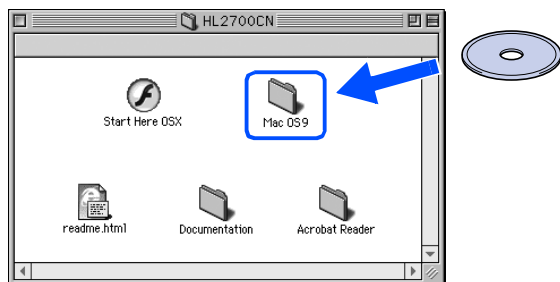 HL2700CN
Start Here OSX
Mac OS9
readme.html
Documentation
Acrobat Reader